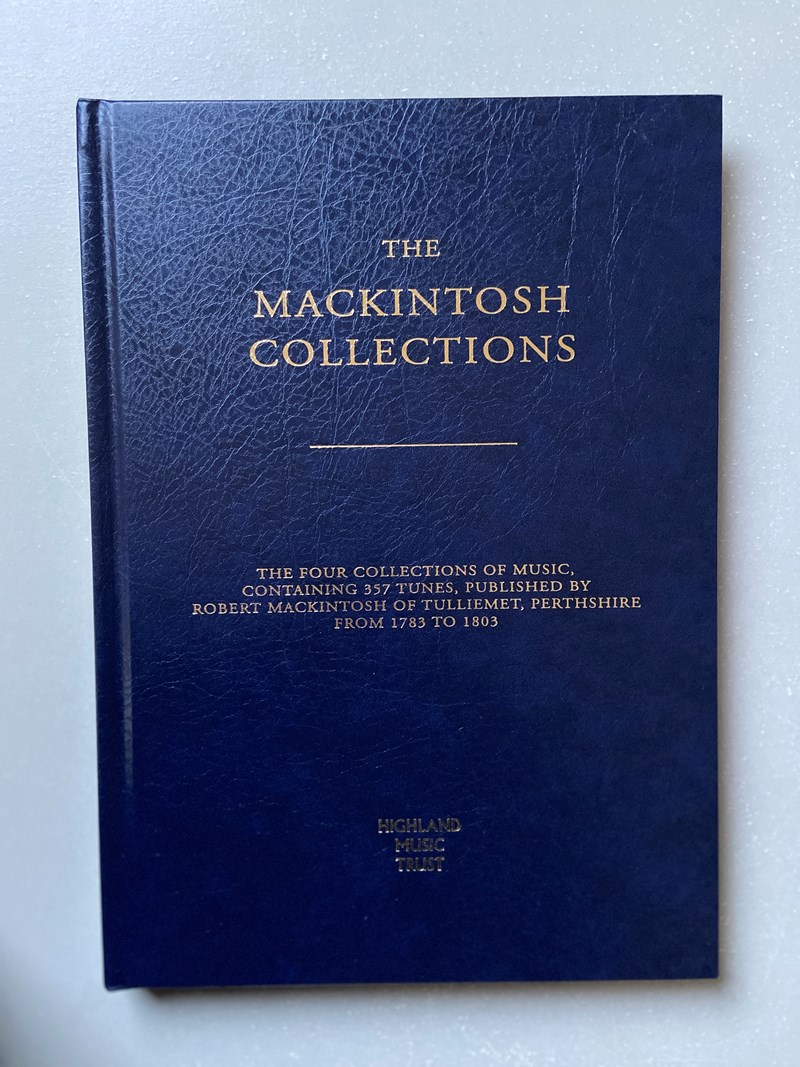 THE
MACKINTOSH
COLLECTIONS
THE FOUR COLLECTIONS OF MUSIC,
CONTAINING 357 TUNES, PUBLISHED BY
ROBERT MACKINTOSH OF TULLIEMET, PERTHSHIRE
FROM 1783 TO 1803
HIGHLAND
MUSIC
TRUST